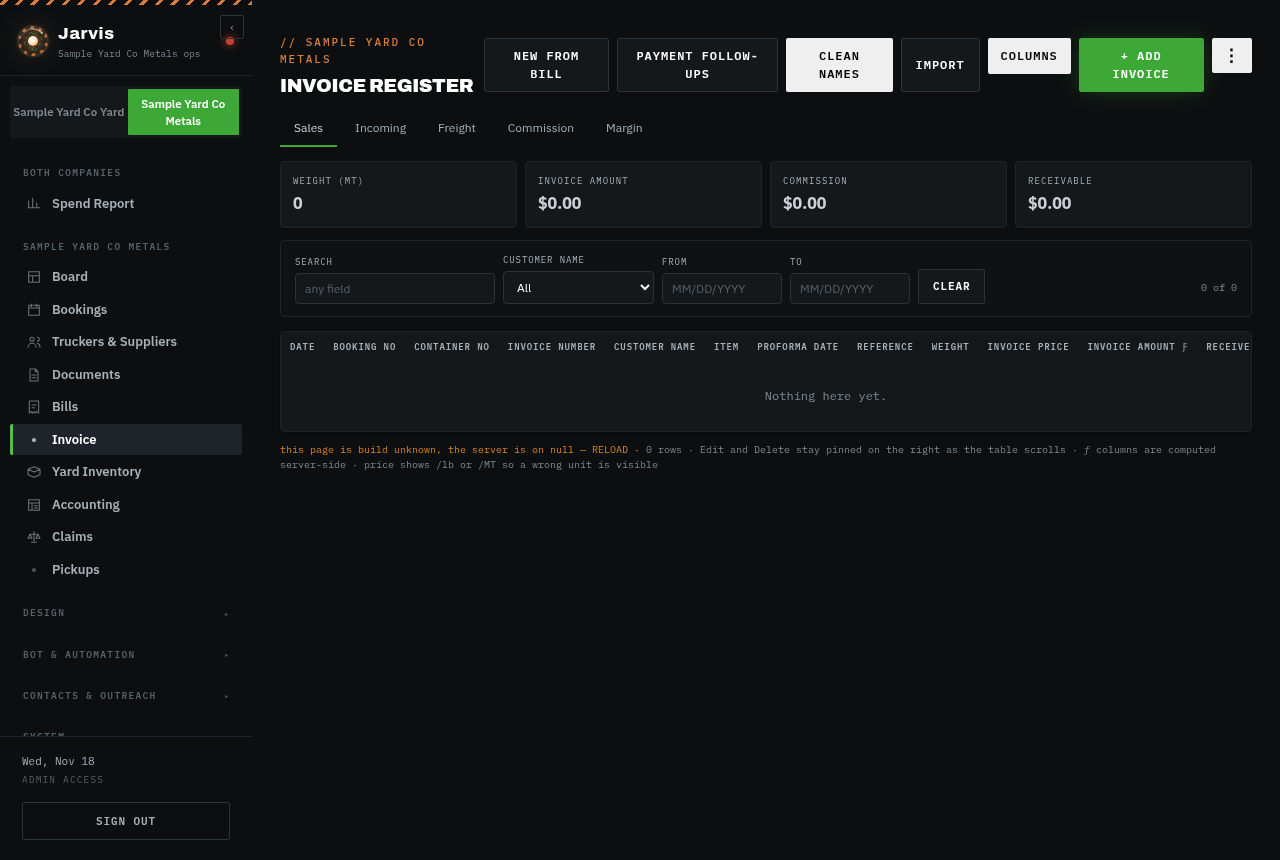 Jarvis
Sample Yard Co Metals ops
‹
Sample Yard Co Yard
Sample Yard Co
Metals
BOTH COMPANIES
Spend Report
SAMPLE YARD CO METALS
Board
Bookings
Truckers & Suppliers
Documents
Bills
Invoice
Yard Inventory
Accounting
Claims
Pickups
DESIGN
BOT & AUTOMATION
CONTACTS & OUTREACH
SYSTEM
Wed, Nov 18
ADMIN ACCESS
SIGN OUT
// SAMPLE YARD CO
METALS
INVOICE REGISTER
NEW FROM
BILL
PAYMENT FOLLOW-
UPS
CLEAN
NAMES
IMPORT
COLUMNS
+ ADD
INVOICE
⋮
Sales Incoming Freight Commission Margin
WEIGHT (MT)
0
INVOICE AMOUNT
$0.00
COMMISSION
$0.00
RECEIVABLE
$0.00
SEARCH
any field
CUSTOMER NAME
All
FROM
MM/DD/YYYY
TO
MM/DD/YYYY
CLEAR
0 of 0
DATE BOOKING NO CONTAINER NO INVOICE NUMBER CUSTOMER NAME ITEM PROFORMA DATE REFERENCE WEIGHT INVOICE PRICE INVOICE AMOUNT ƒ RECEIVE
Nothing here yet.
this page is build unknown, the server is on null — RELOAD · 0 rows · Edit and Delete stay pinned on the right as the table scrolls · ƒ columns are computed
server-side · price shows /lb or /MT so a wrong unit is visible